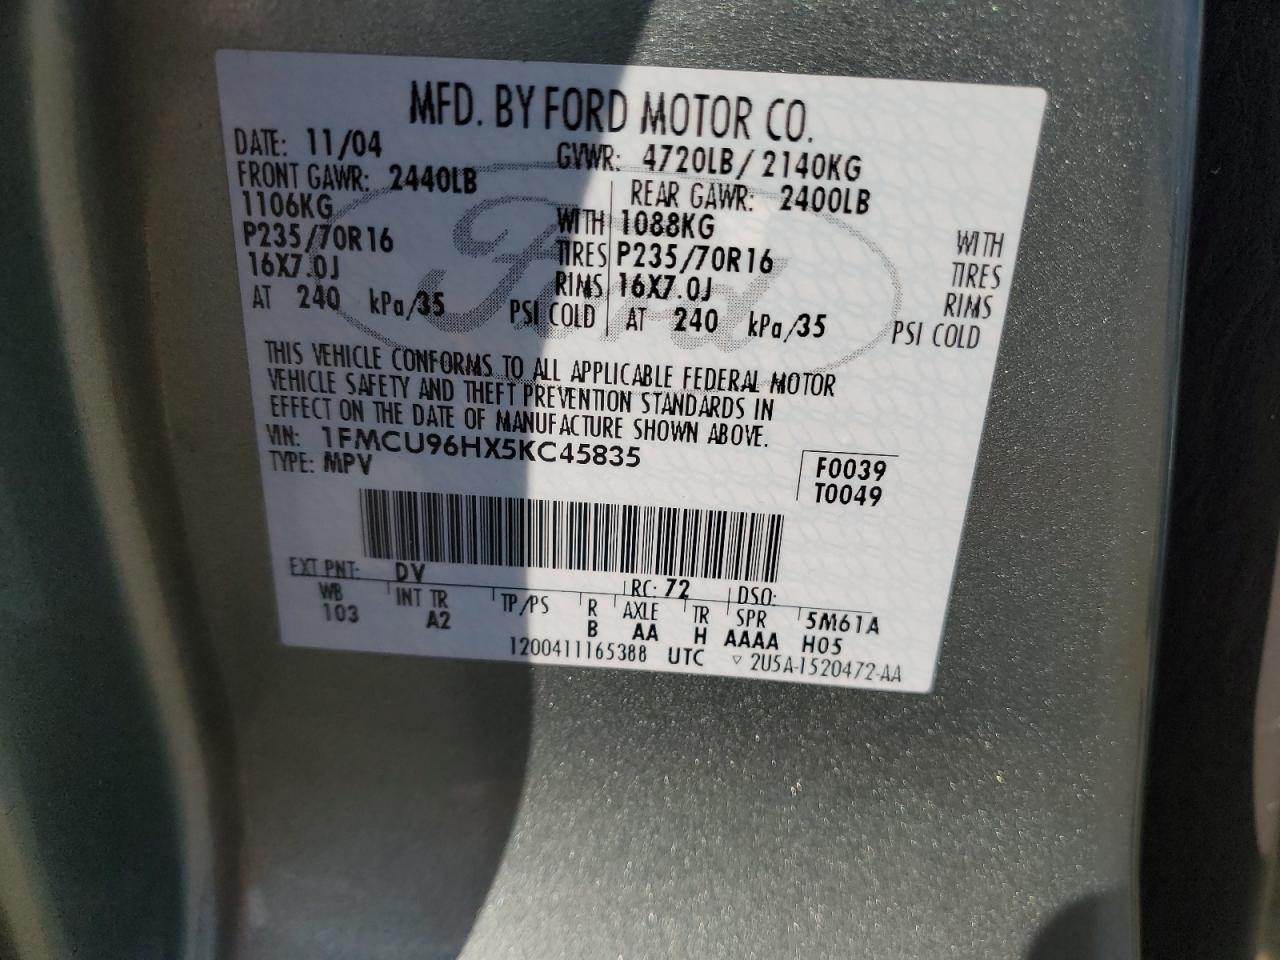 MFD. BY FORD MOTOR CO.
DATE: 11/04 GVWR: 4720LB / 2140KG
FRONT GAWR: 2440LB REAR GAWR: 2400LB
1106KG WITH 1088KG WITH
P235/70R16 TIRES P235/70R16 TIRES
16X7.0J RIMS 16X7.0J RIMS
AT 240 kPa/35 PSI COLD AT 240 kPa/35 PSI COLD
THIS VEHICLE CONFORMS TO ALL APPLICABLE FEDERAL MOTOR
VEHICLE SAFETY AND THEFT PREVENTION STANDARDS IN
EFFECT ON THE DATE OF MANUFACTURE SHOWN ABOVE.
VIN: 1FMCU96HX5KC45835 F0039
TYPE: MPV T0049
EXT PNT: DV RC: 72 DSO:
WB INT TR TP/PS R AXLE TR SPR 5M61A
103 A2 B AA H AAAA H05
1200411165388 UTC ▿ 2U5A-1520472-AA
Ford